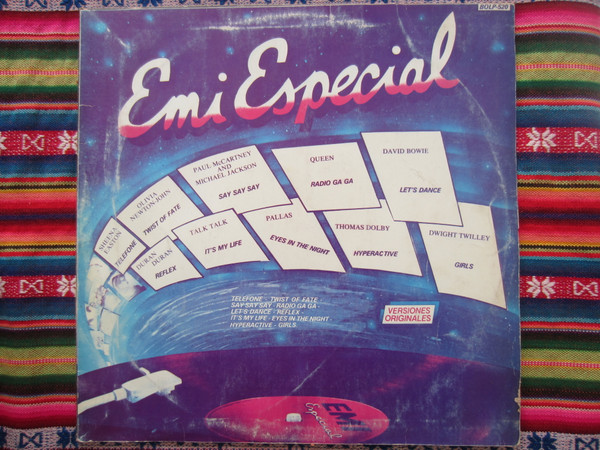 BOLP-528
Emi Especial
SHEENA
EASTON
TELEFONE
OLIVIA
NEWTON-JOHN
TWIST OF FATE
PAUL McCARTNEY
AND
MICHAEL JACKSON
SAY SAY SAY
QUEEN
RADIO GA GA
DAVID BOWIE
LET'S DANCE
DURAN
DURAN
REFLEX
TALK TALK
IT'S MY LIFE
PALLAS
EYES IN THE NIGHT
THOMAS DOLBY
HYPERACTIVE
DWIGHT TWILLEY
GIRLS
TELEFONE · TWIST OF FATE ·
SAY SAY SAY · RADIO GA GA ·
LET'S DANCE · REFLEX ·
IT'S MY LIFE · EYES IN THE NIGHT ·
HYPERACTIVE · GIRLS
VERSIONES
ORIGINALES
EMI
Especial